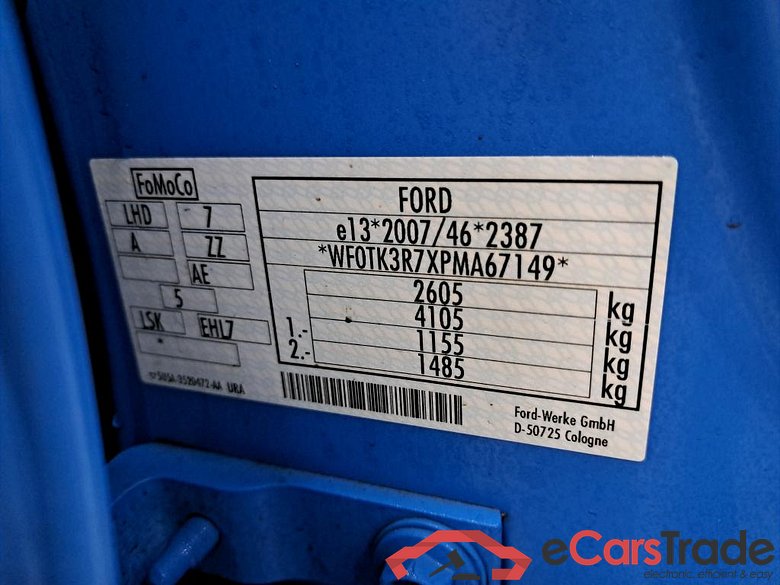 FoMoCo
LHD 7
A ZZ
AE
5
LSK EHL7
*
FORD
e13*2007/46*2387
*WF0TK3R7XPMA67149*
2605 kg
4105 kg
1.- 1155 kg
2.- 1485 kg
URA
Ford-Werke GmbH
D-50725 Cologne
eCarsTrade
electronic, efficient & easy